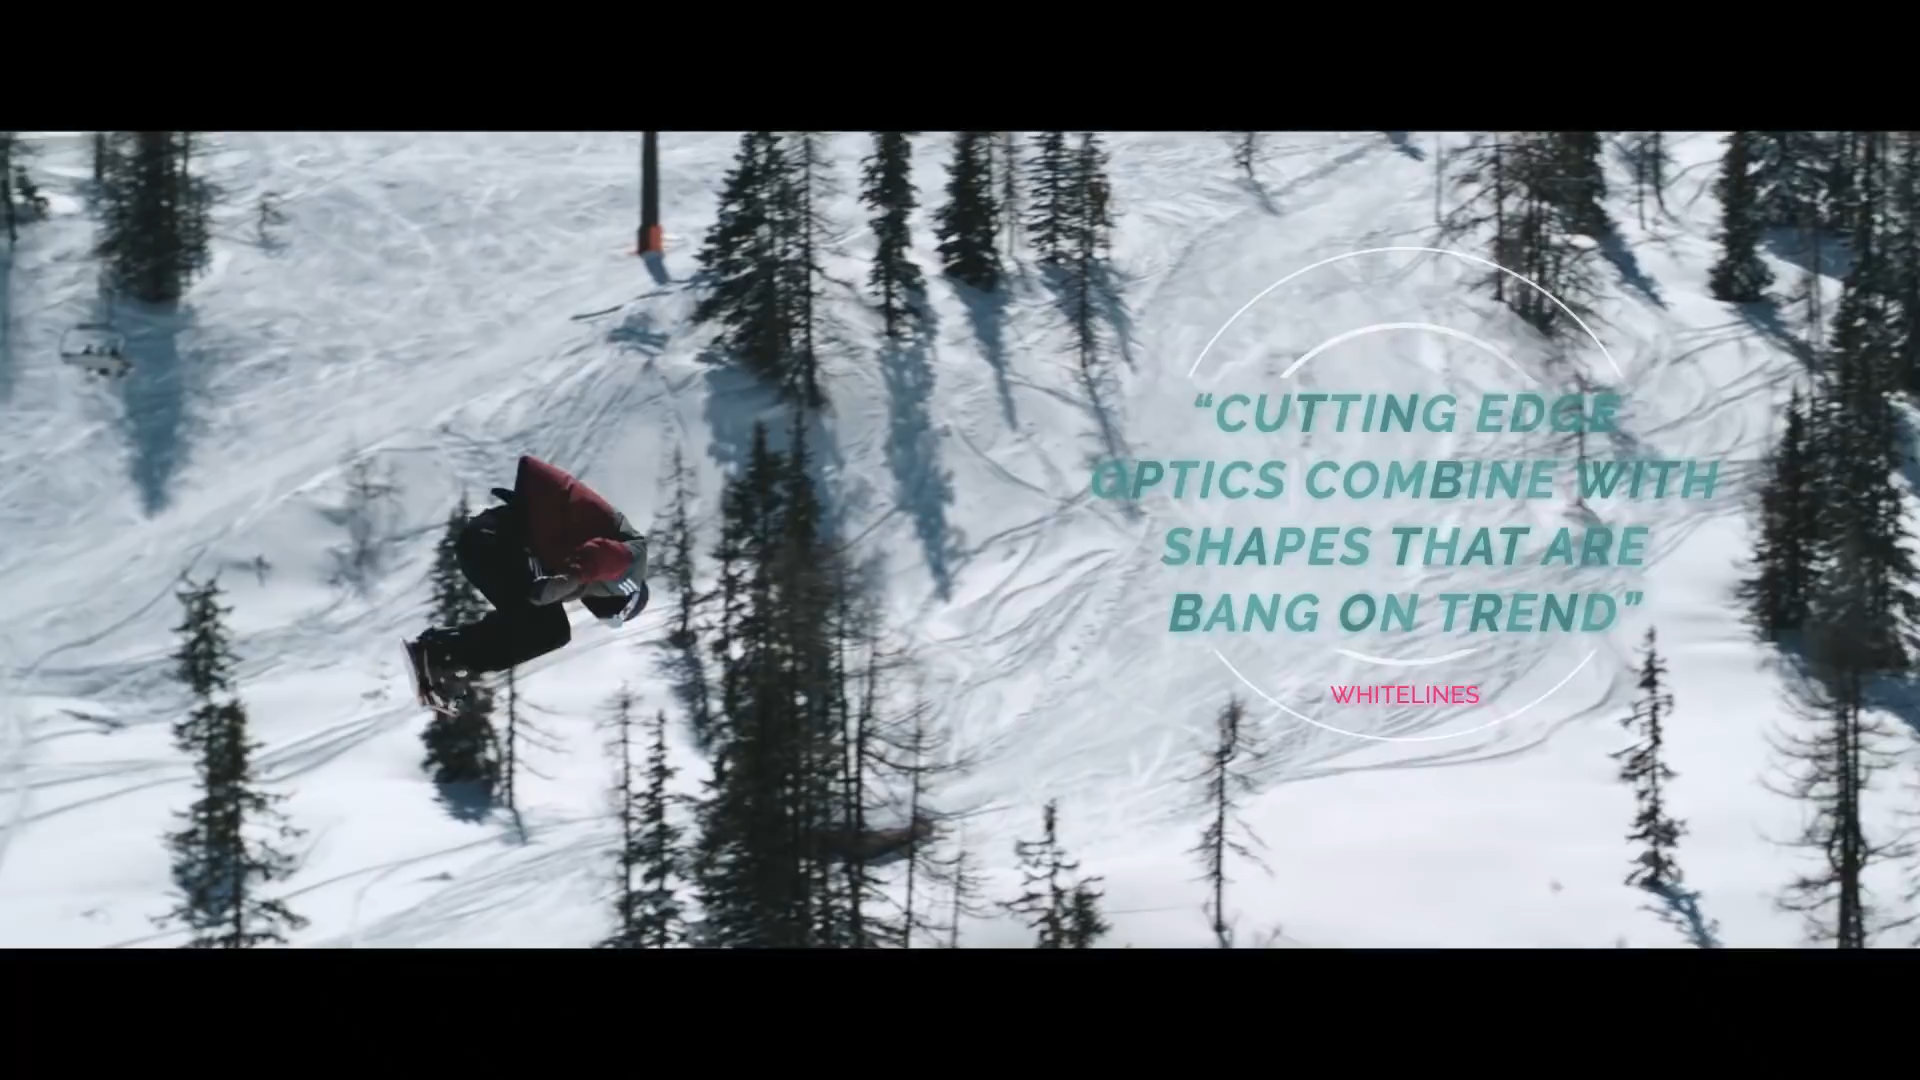 “CUTTING EDGE
OPTICS COMBINE WITH
SHAPES THAT ARE
BANG ON TREND”
WHITELINES